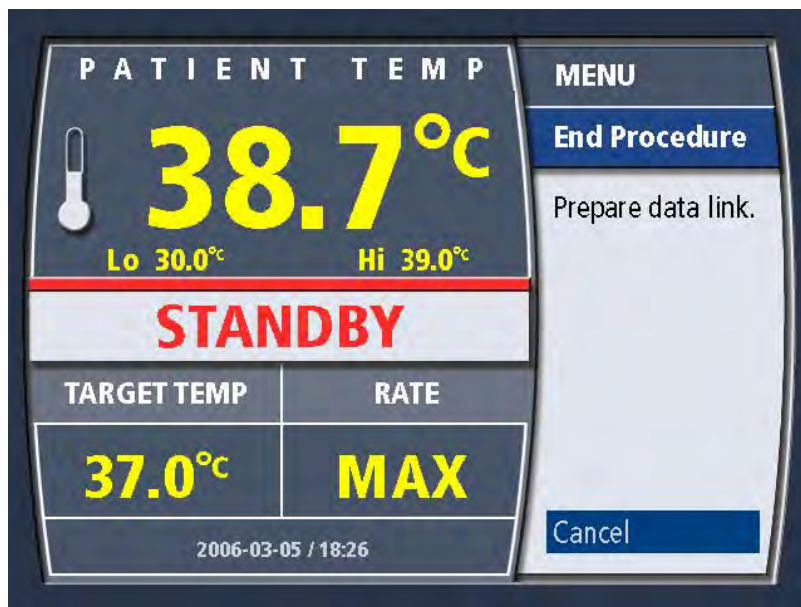 PATIENT TEMP
38.7°C
Lo 30.0°C Hi 39.0°C
STANDBY
TARGET TEMP RATE
37.0°C MAX
2006-03-05 / 18:26
MENU
End Procedure
Prepare data link.
Cancel